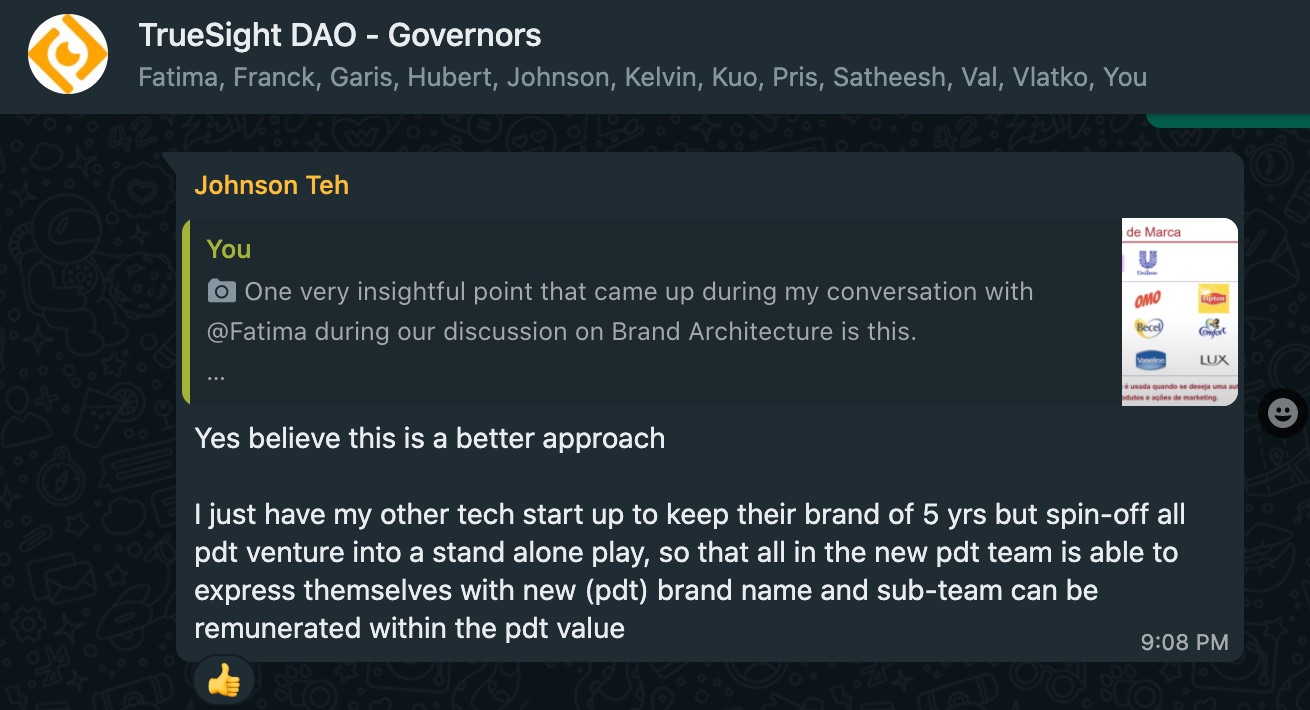 TrueSight DAO - Governors
Fatima, Franck, Garis, Hubert, Johnson, Kelvin, Kuo, Pris, Satheesh, Val, Vlatko, You
Johnson Teh
You
One very insightful point that came up during my conversation with
@Fatima during our discussion on Brand Architecture is this.
...
de Marca
Unilever
OMO
Lipton
Becel
Comfort
Vaseline
LUX
é usada quando se deseja uma au
odutos e ações de marketing.
Yes believe this is a better approach
I just have my other tech start up to keep their brand of 5 yrs but spin-off all
pdt venture into a stand alone play, so that all in the new pdt team is able to
express themselves with new (pdt) brand name and sub-team can be
remunerated within the pdt value
9:08 PM